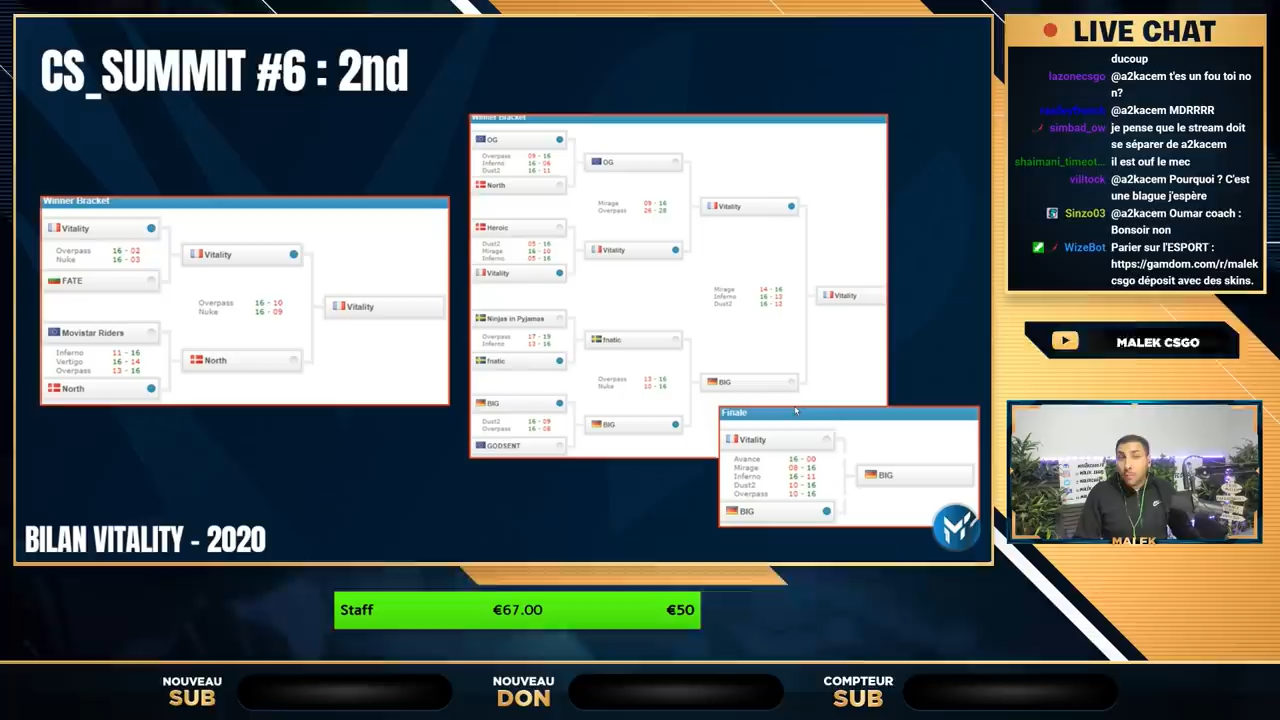 CS_SUMMIT #6 : 2nd
Winner Bracket
Vitality
Overpass 16 - 02
Nuke 16 - 03
FATE
Vitality
Overpass 16 - 10
Nuke 16 - 09
Movistar Riders
Inferno 11 - 16
Vertigo 16 - 14
Overpass 13 - 16
North
North
Vitality
Winner Bracket
OG
Overpass 09 - 16
Inferno 16 - 06
Dust2 16 - 11
North
OG
Mirage 09 - 16
Overpass 26 - 28
Heroic
Dust2 05 - 16
Mirage 16 - 10
Inferno 05 - 16
Vitality
Vitality
Vitality
Mirage 14 - 16
Inferno 16 - 13
Dust2 16 - 12
Vitality
Ninjas in Pyjamas
Overpass 17 - 19
Inferno 13 - 16
fnatic
fnatic
Overpass 13 - 16
Nuke 10 - 16
BIG
BIG
Dust2 16 - 09
Overpass 16 - 08
GODSENT
BIG
Finale
Vitality
Avance 16 - 00
Mirage 08 - 16
Inferno 16 - 11
Dust2 10 - 16
Overpass 10 - 16
BIG
BIG
BILAN VITALITY - 2020
LIVE CHAT
ducoup
lazonecsgo @a2kacem t'es un fou toi no
n?
@a2kacem MDRRRR
simbad_ow je pense que le stream doit
se séparer de a2kacem
shaimani_timeot... il est ouf le mec
villtock @a2kacem Pourquoi ? C'est
une blague j'espère
Sinzo03 @a2kacem Oumar coach :
Bonsoir non
WizeBot Parier sur l'ESPORT :
https://gamdom.com/r/malek
csgo déposit avec des skins.
MALEK CSGO
MALEK
Staff €67.00 €50
NOUVEAU
SUB
NOUVEAU
DON
COMPTEUR
SUB